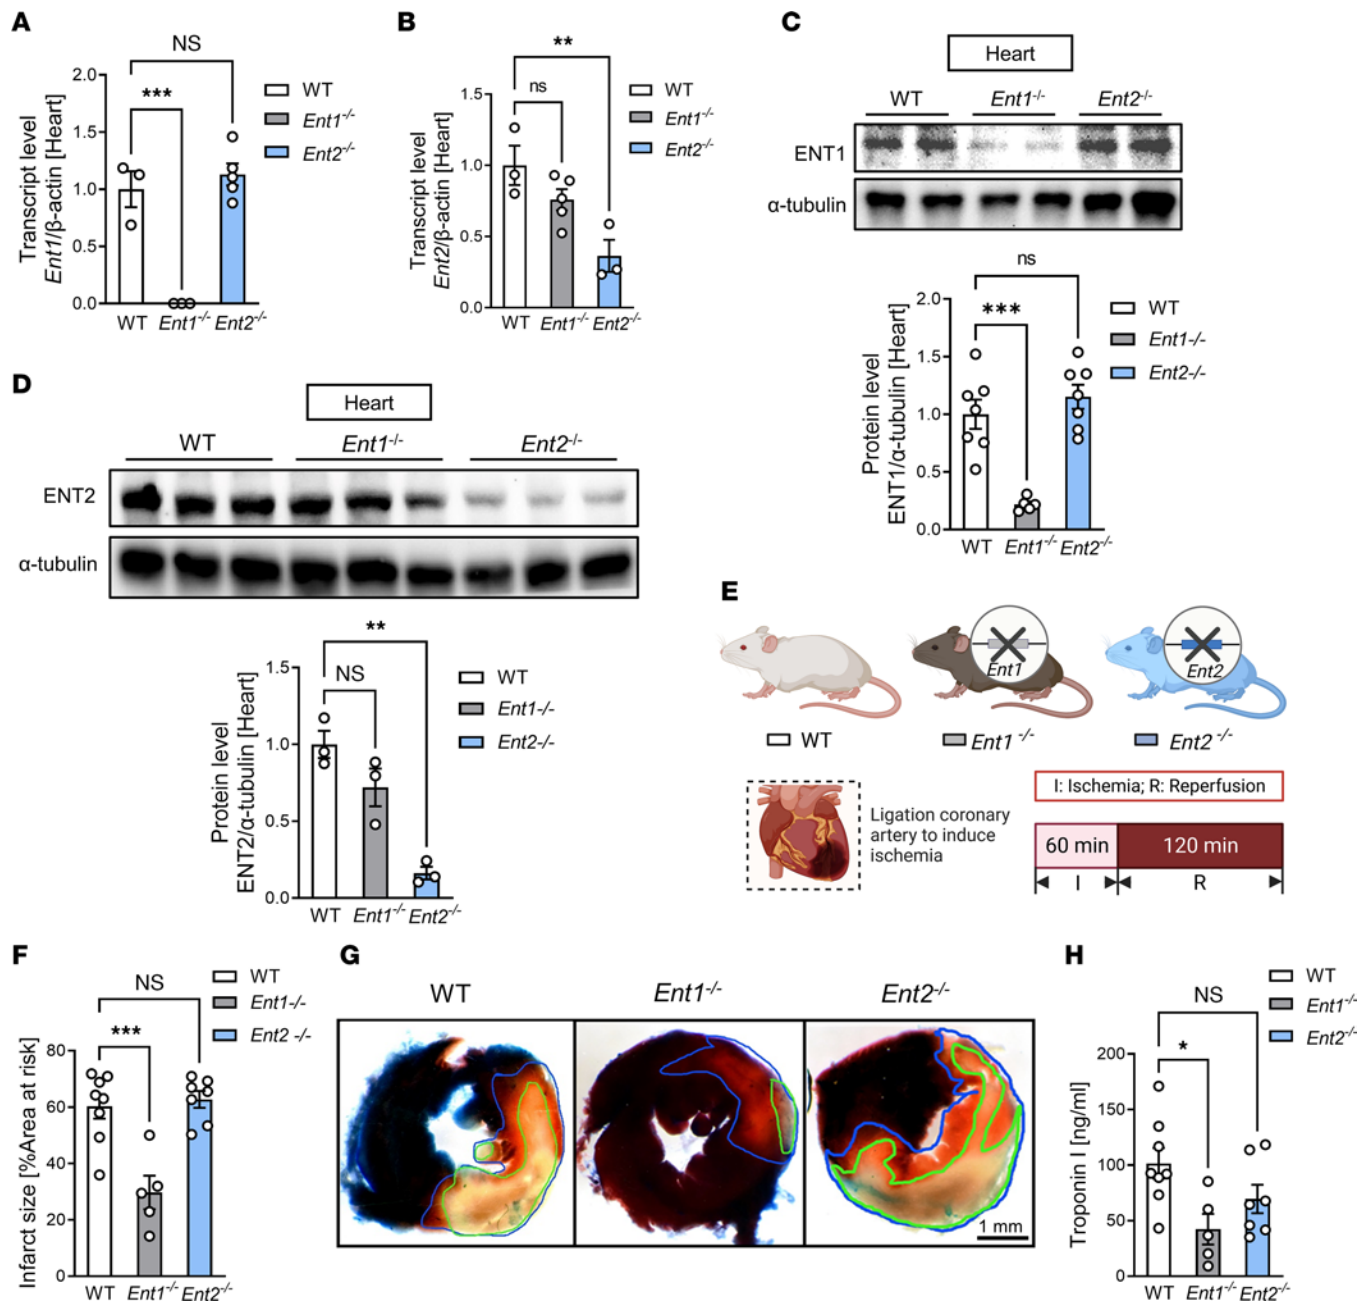 A
NS
***
WT
Ent1-/-
Ent2-/-
Transcript level
Ent1/β-actin [Heart]
2.0
1.5
1.0
0.5
0.0
WT Ent1-/- Ent2-/-
B
**
ns
WT
Ent1-/-
Ent2-/-
Transcript level
Ent2/β-actin [Heart]
1.5
1.0
0.5
0.0
WT Ent1-/- Ent2-/-
C
Heart
WT Ent1-/- Ent2-/-
ENT1
α-tubulin
ns
***
WT
Ent1-/-
Ent2-/-
Protein level
ENT1/α-tubulin [Heart]
2.0
1.5
1.0
0.5
0.0
WT Ent1-/- Ent2-/-
D
Heart
WT Ent1-/- Ent2-/-
ENT2
α-tubulin
**
NS
WT
Ent1-/-
Ent2-/-
Protein level
ENT2/α-tubulin [Heart]
1.5
1.0
0.5
0.0
WT Ent1-/- Ent2-/-
E
Ent1
Ent2
WT
Ent1 -/-
Ent2 -/-
Ligation coronary
artery to induce
ischemia
I: Ischemia; R: Reperfusion
60 min 120 min
I R
F
NS
***
WT
Ent1-/-
Ent2 -/-
Infarct size [%Area at risk]
80
60
40
20
0
WT Ent1-/- Ent2-/-
G
WT Ent1-/- Ent2-/-
1 mm
H
NS
*
WT
Ent1-/-
Ent2-/-
Troponin I [ng/ml]
200
150
100
50
0
WT Ent1-/- Ent2-/-